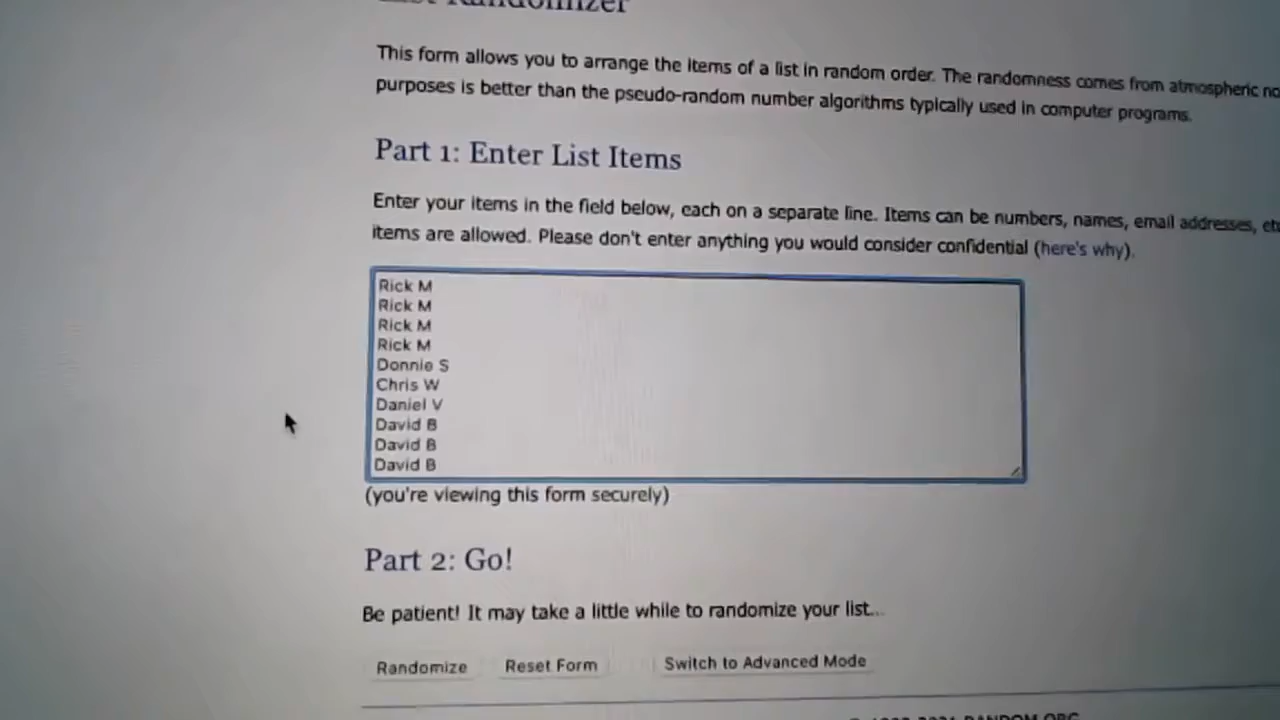 List Randomizer
This form allows you to arrange the items of a list in random order. The randomness comes from atmospheric
purposes is better than the pseudo-random number algorithms typically used in computer programs.
Part 1: Enter List Items
Enter your items in the field below, each on a separate line. Items can be numbers, names, email addresses,
items are allowed. Please don't enter anything you would consider confidential (here's why).
Rick M
Rick M
Rick M
Rick M
Donnie S
Chris W
Daniel V
David B
David B
David B
(you're viewing this form securely)
Part 2: Go!
Be patient! It may take a little while to randomize your list...
Randomize Reset Form Switch to Advanced Mode
RANDOM.ORG